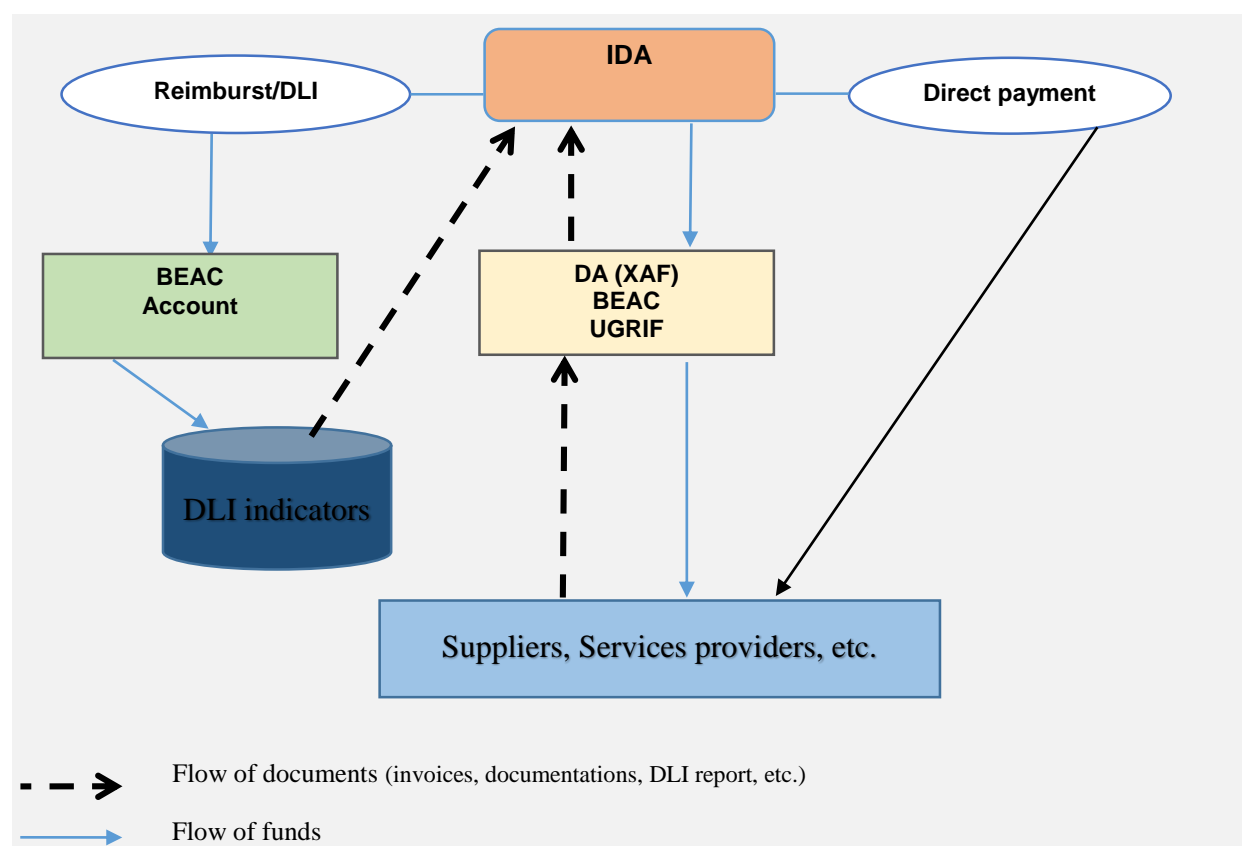 IDA
Reimburst/DLI
Direct payment
BEAC
Account
DA (XAF)
BEAC
UGRIF
DLI indicators
Suppliers, Services providers, etc.
Flow of documents (invoices, documentations, DLI report, etc.)
Flow of funds